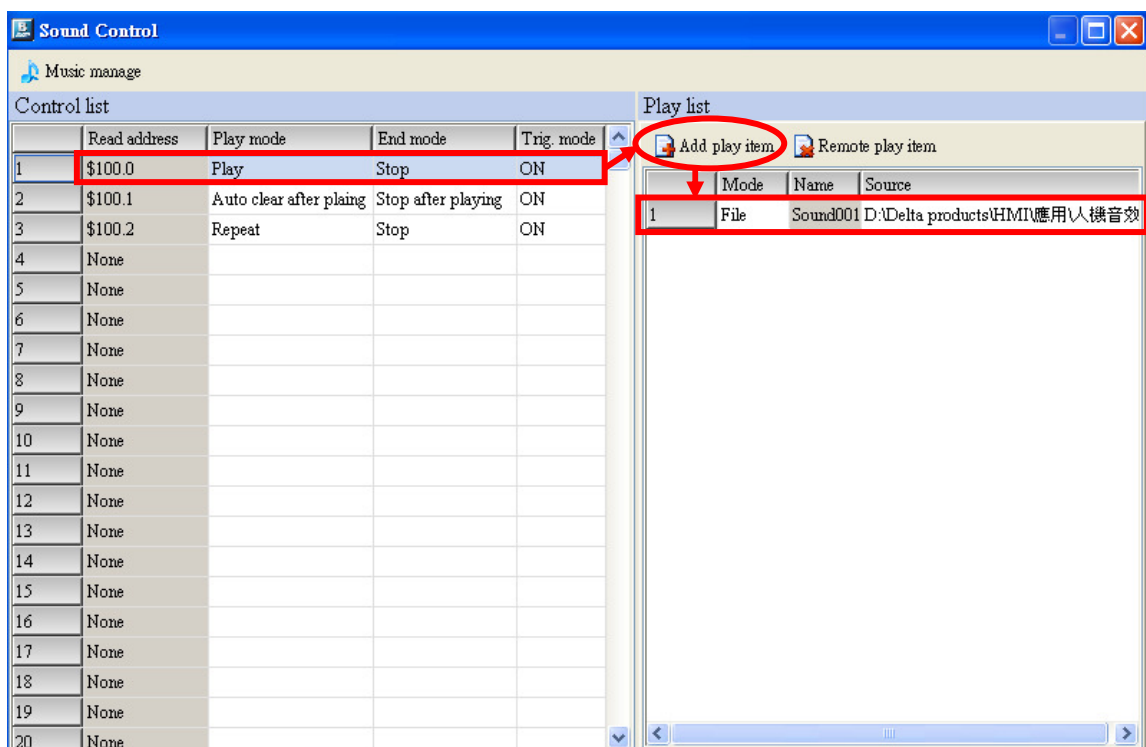 Sound Control
Music manage
Control list
Read address Play mode End mode Trig. mode
1 $100.0 Play Stop ON
2 $100.1 Auto clear after plaing Stop after playing ON
3 $100.2 Repeat Stop ON
4 None
5 None
6 None
7 None
8 None
9 None
10 None
11 None
12 None
13 None
14 None
15 None
16 None
17 None
18 None
19 None
20 None
Play list
Add play item Remote play item
Mode Name Source
1 File Sound001 D:\Delta products\HMI\應用\人機音效